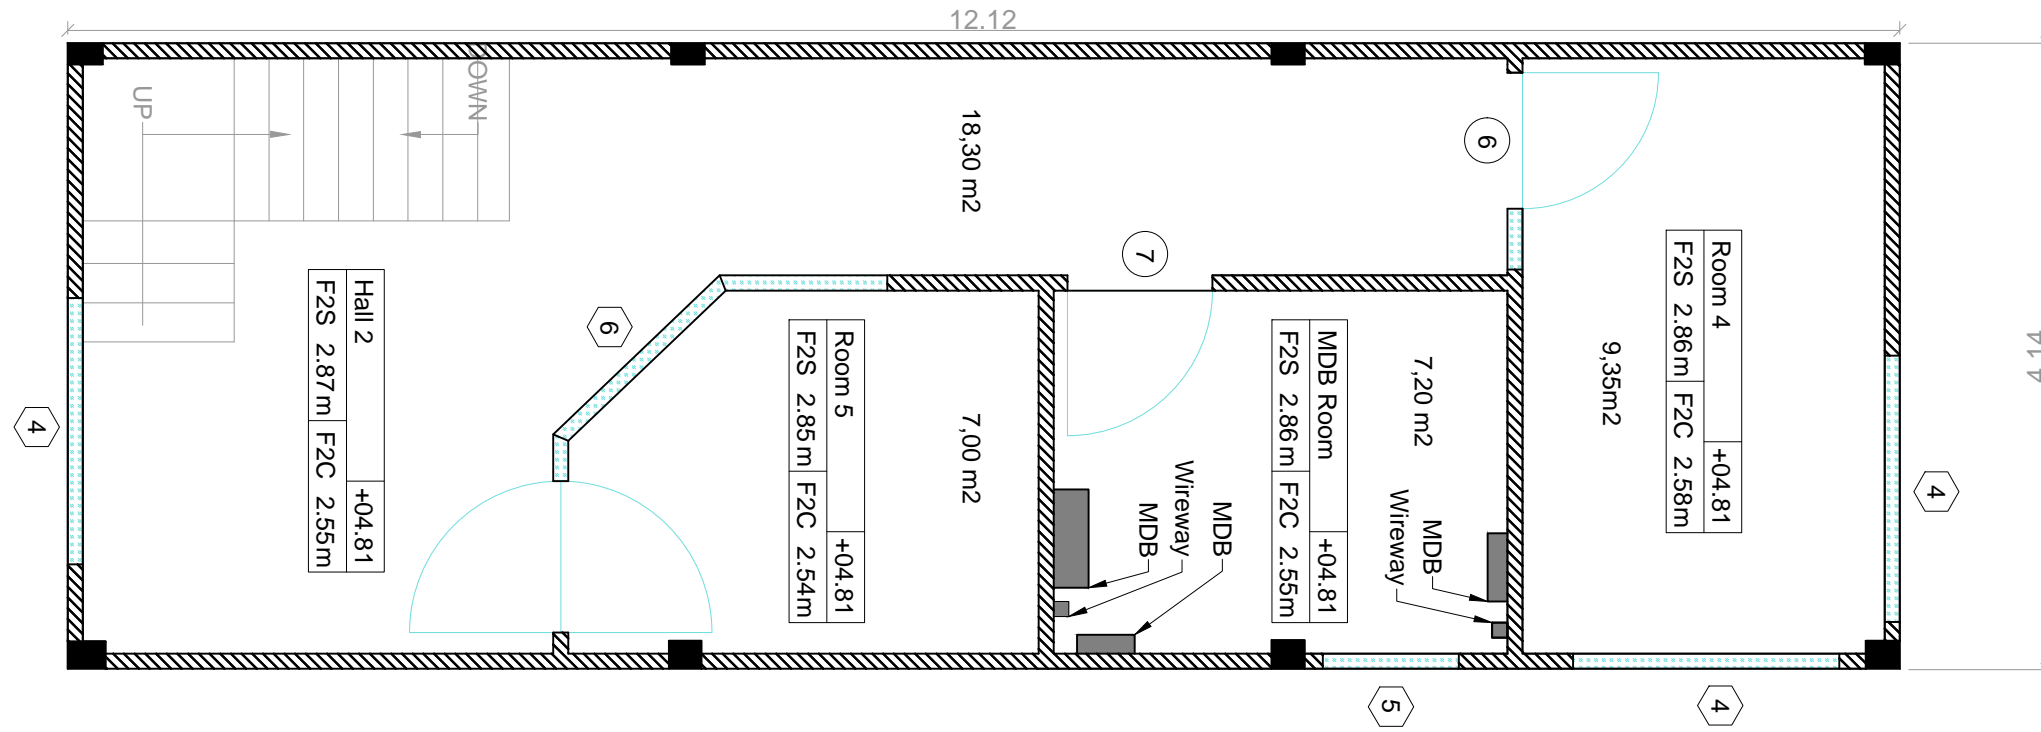 12.12
4.14
UP
DOWN
18,30 m2
6
7
Room 4
+04.81
F2S 2.86m
F2C 2.58m
9,35m2
4
Hall 2
+04.81
F2S 2.87m
F2C 2.55m
4
6
Room 5
+04.81
F2S 2.85m
F2C 2.54m
7,00 m2
MDB Room
+04.81
F2S 2.86m
F2C 2.55m
7,20 m2
MDB
Wireway
MDB
Wireway
MDB
5
4